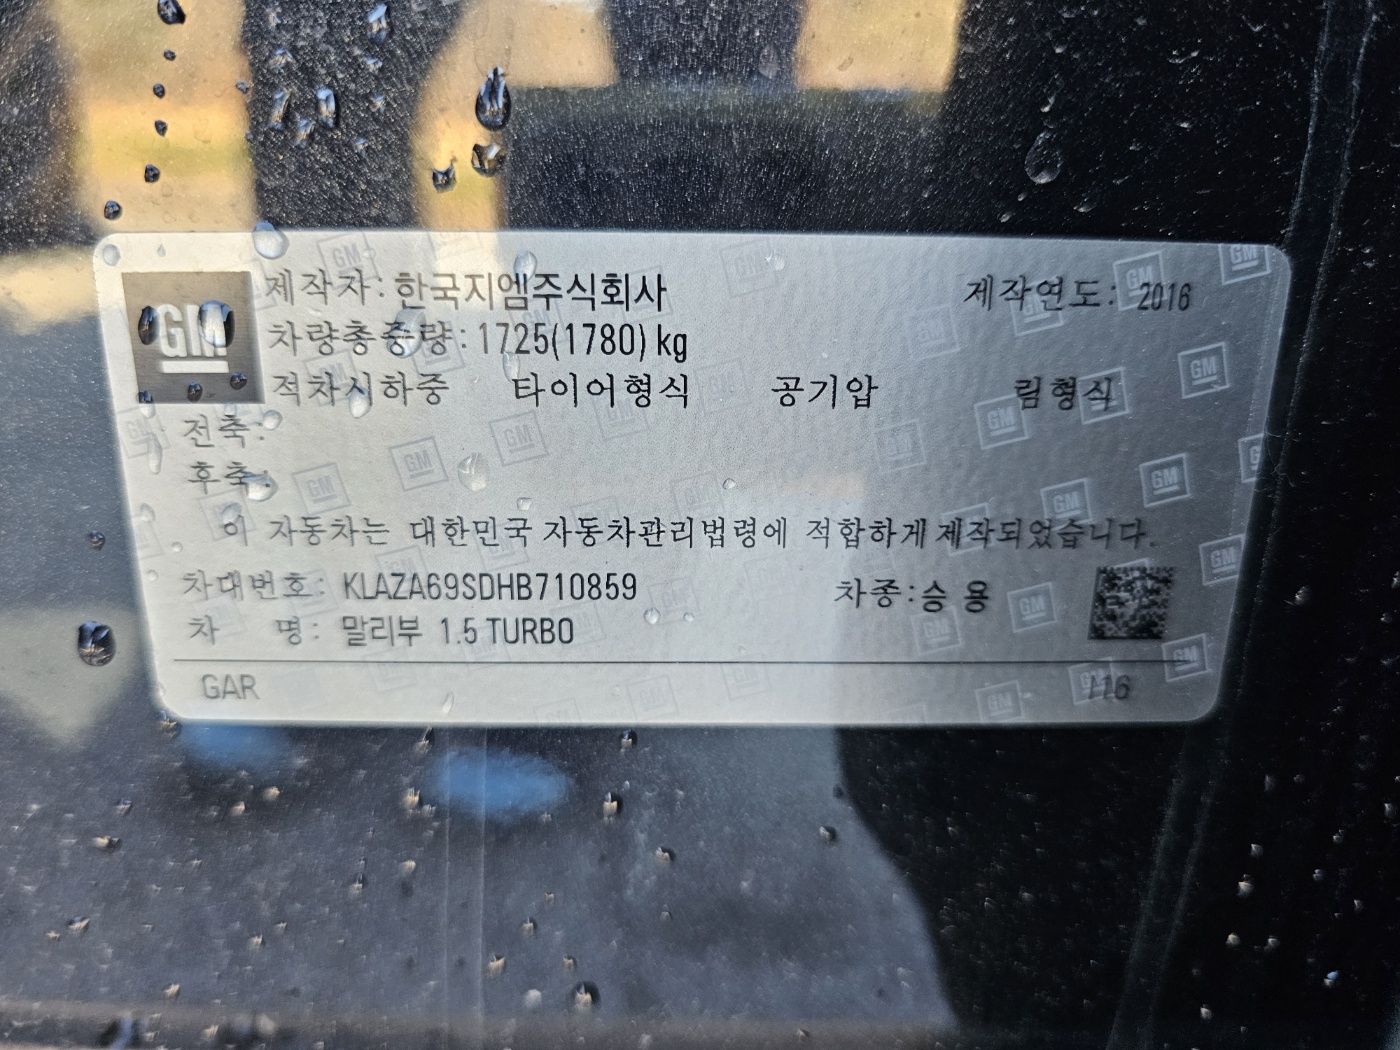 GM
제작자: 한국지엠주식회사 제작연도: 2016
차량총중량: 1725(1780) kg
적차시하중 타이어형식 공기압 림형식
전축:
후축:
이 자동차는 대한민국 자동차관리법령에 적합하게 제작되었습니다.
차대번호: KLAZA69SDHB710859 차종:승 용
차 명: 말리부 1.5 TURBO
GAR 116